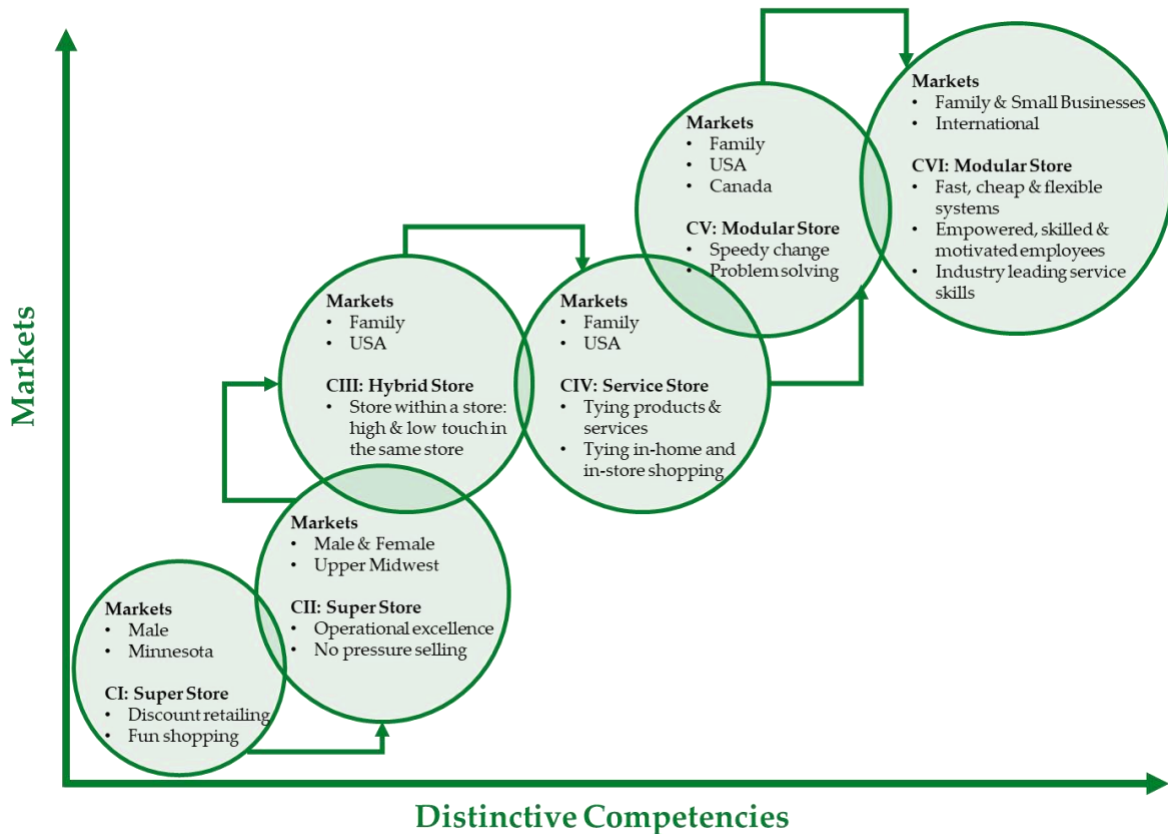 Markets
• Family & Small Businesses
• International
CVI: Modular Store
• Fast, cheap & flexible
systems
• Empowered, skilled &
motivated employees
• Industry leading service
skills
Markets
• Family
• USA
• Canada
CV: Modular Store
• Speedy change
• Problem solving
Markets
• Family
• USA
CIII: Hybrid Store
• Store within a store:
high & low touch in
the same store
Markets
• Family
• USA
CIV: Service Store
• Tying products &
services
• Tying in-home and
in-store shopping
Markets
• Male & Female
• Upper Midwest
CII: Super Store
• Operational excellence
• No pressure selling
Markets
• Male
• Minnesota
CI: Super Store
• Discount retailing
• Fun shopping
Markets
Distinctive Competencies